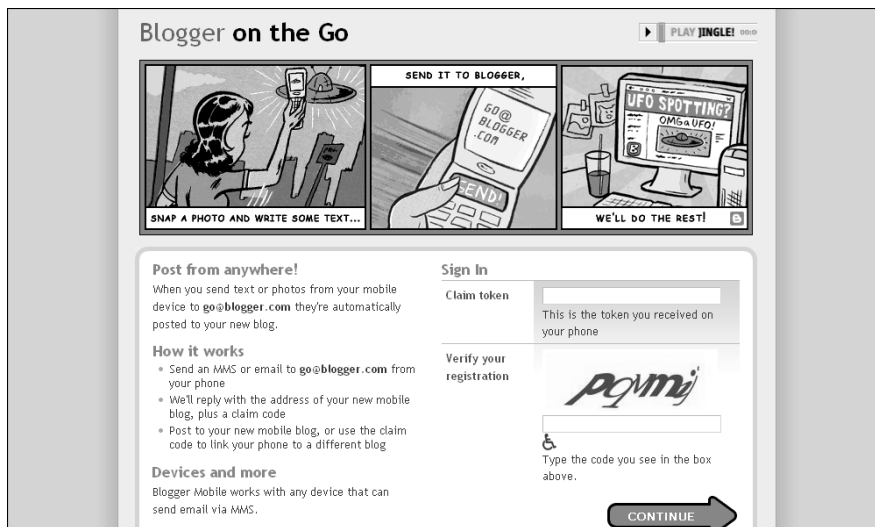 Blogger on the Go
PLAY JINGLE! 00:0
SEND IT TO BLOGGER,
GO@
BLOGGER
.COM
SEND!
UFO SPOTTING?
OMG a UFO!
SNAP A PHOTO AND WRITE SOME TEXT...
WE'LL DO THE REST!
Post from anywhere!
When you send text or photos from your mobile
device to go@blogger.com they're automatically
posted to your new blog.
How it works
Send an MMS or email to go@blogger.com from
your phone
We'll reply with the address of your new mobile
blog, plus a claim code
Post to your new mobile blog, or use the claim
code to link your phone to a different blog
Devices and more
Blogger Mobile works with any device that can
send email via MMS.
Sign In
Claim token
This is the token you received on
your phone
Verify your
registration
Type the code you see in the box
above.
CONTINUE